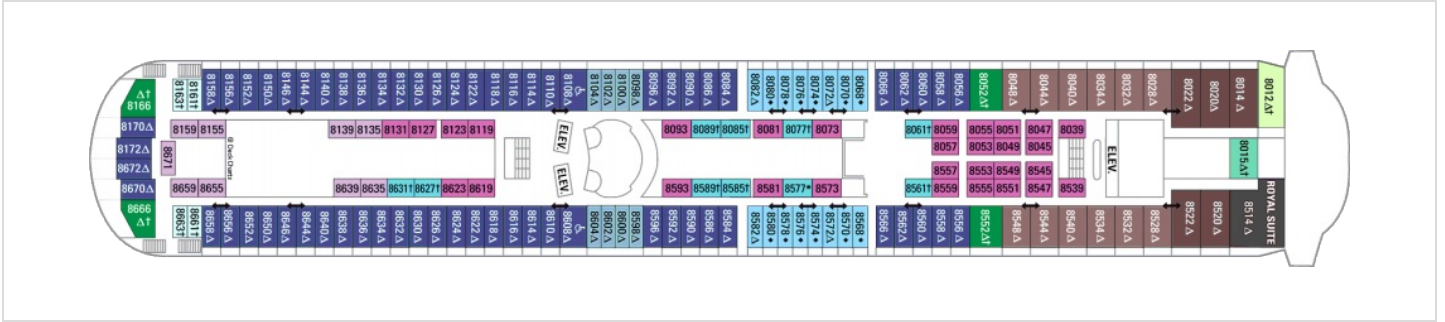 Δ† 8166
8163† 8161†
8158Δ 8156Δ 8152Δ 8150Δ 8146Δ 8144Δ 8140Δ 8138Δ 8136Δ 8134Δ 8132Δ 8130Δ 8126Δ 8124Δ 8122Δ 8118Δ 8116Δ 8114Δ 8110Δ 8108Δ 8104Δ 8102Δ 8100Δ 8098Δ 8096Δ 8092Δ 8090Δ 8086Δ 8084Δ 8082Δ 8080♦ 8078♦ 8076♦ 8074♦ 8072Δ 8070♦ 8068♦ 8066Δ 8062Δ 8060Δ 8058Δ 8056Δ 8052Δ† 8048Δ 8044Δ 8040Δ 8034Δ 8032Δ 8028Δ 8022Δ 8020Δ 8014Δ 8012Δ†
8170Δ 8159 8155 8139 8135 8131 8127 8123 8119 ELEV. 8093 8089† 8085† 8081 8077† 8073 8061† 8059 8055 8051 8047 8039
8057 8053 8049 8045
8172Δ 8671 @ Deck Chartz ELEV. 8015Δ†
8672Δ ELEV. 8557 8553 8549 8545
8670Δ 8659 8655 8639 8635 8631† 8627† 8623 8619 8593 8589† 8585† 8581 8577* 8573 8561† 8559 8555 8551 8547 8539
8666 Δ†
8663† 8661†
8658Δ 8656Δ 8652Δ 8650Δ 8646Δ 8644Δ 8640Δ 8638Δ 8636Δ 8634Δ 8632Δ 8630Δ 8626Δ 8624Δ 8622Δ 8618Δ 8616Δ 8614Δ 8610Δ 8608Δ 8604Δ 8602Δ 8600Δ 8598Δ 8596Δ 8592Δ 8590Δ 8586Δ 8584Δ 8582Δ 8580♦ 8578♦ 8576♦ 8574♦ 8572Δ 8570♦ 8568♦ 8566Δ 8562Δ 8560Δ 8558Δ 8556Δ 8552Δ† 8548Δ 8544Δ 8540Δ 8534Δ 8532Δ 8528Δ 8522Δ 8520Δ 8514Δ ROYAL SUITE